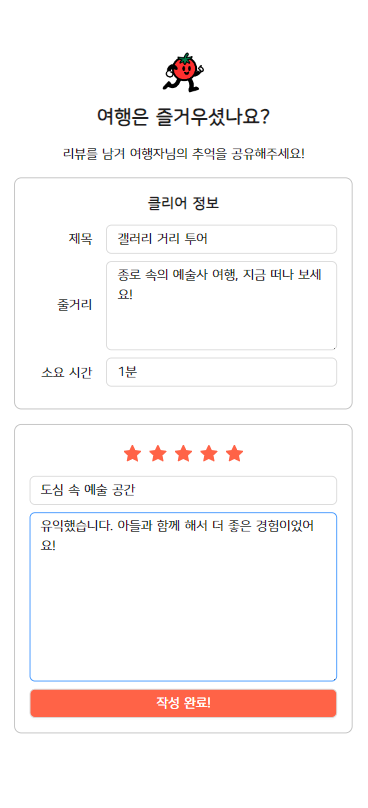 여행은 즐거우셨나요?
리뷰를 남겨 여행자님의 추억을 공유해주세요!
클리어 정보
제목
갤러리 거리 투어
줄거리
종로 속의 예술사 여행, 지금 떠나 보세
요!
소요 시간
1분
도심 속 예술 공간
유익했습니다. 아들과 함께 해서 더 좋은 경험이었어
요!
작성 완료!